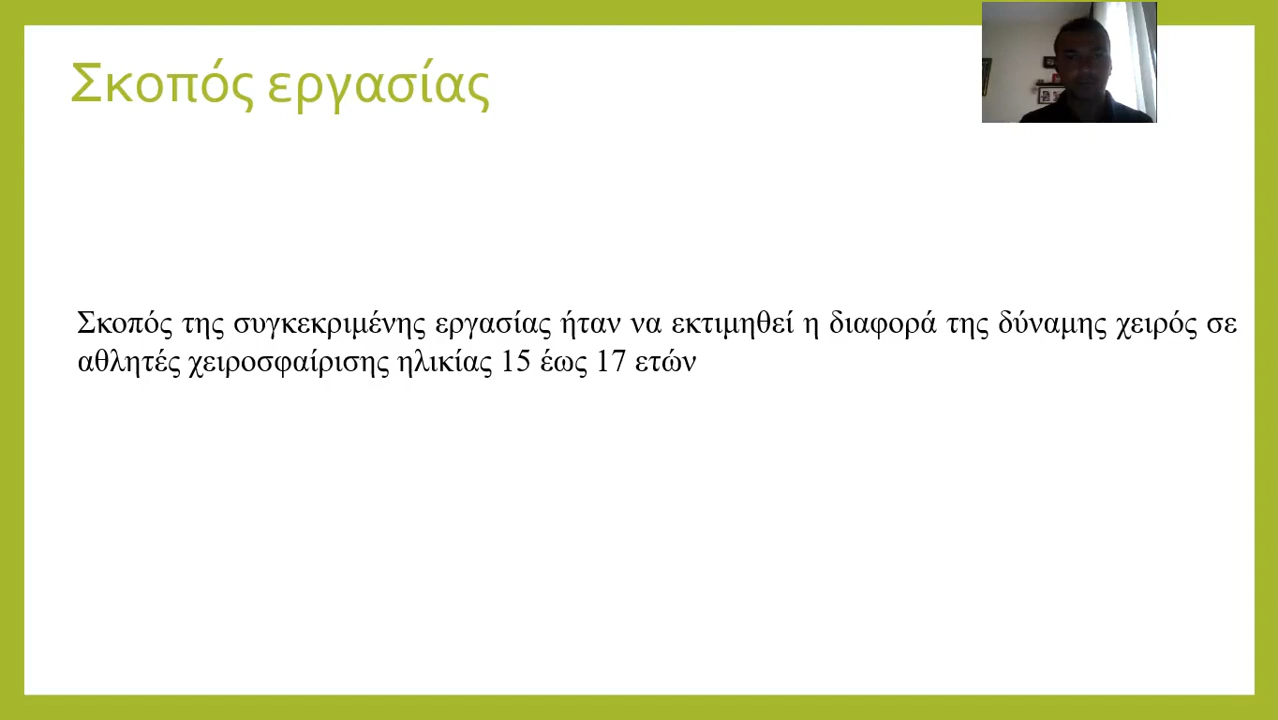 Σκοπός εργασίας
Σκοπός της συγκεκριμένης εργασίας ήταν να εκτιμηθεί η διαφορά της δύναμης χειρός σε
αθλητές χειροσφαίρισης ηλικίας 15 έως 17 ετών